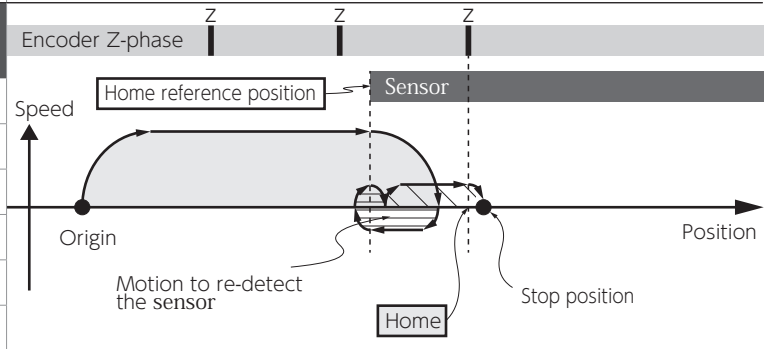 Z Z Z
Encoder Z-phase
Home reference position
Sensor
Speed
Origin
Position
Motion to re-detect
the sensor
Stop position
Home